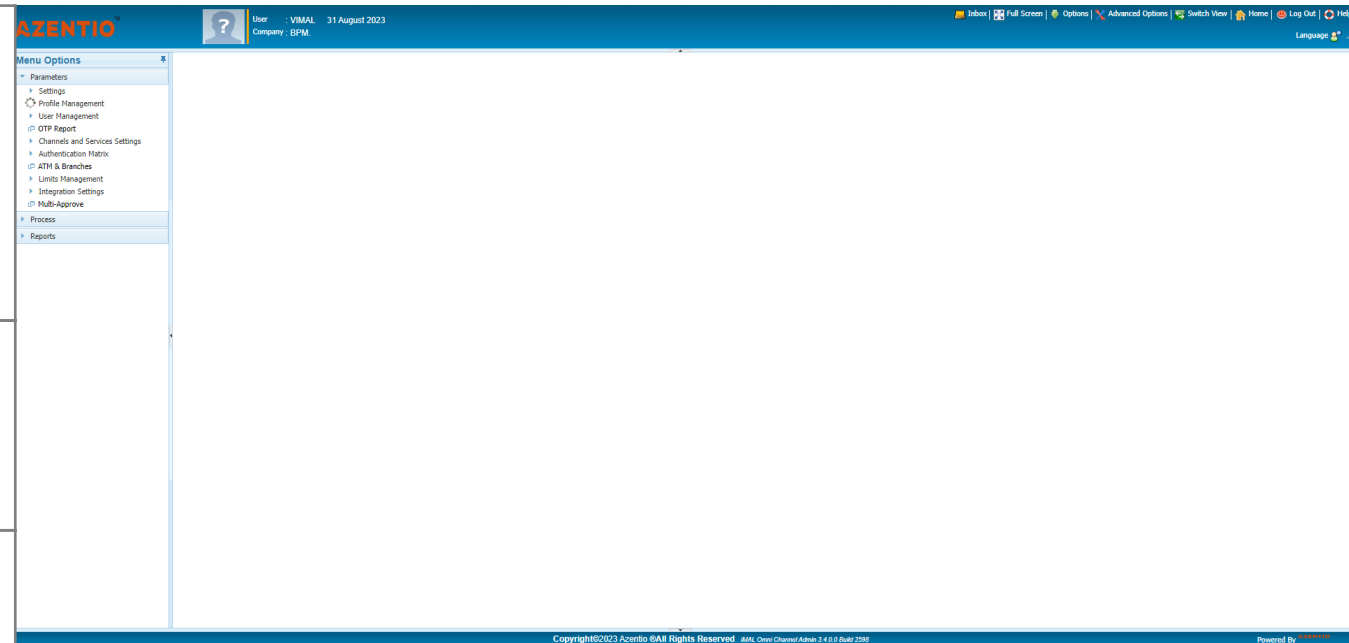 AZENTIO
User : VIMAL 31 August 2023
Company : BPM.
Inbox | Full Screen | Options | Advanced Options | Switch View | Home | Log Out | Help
Language
Menu Options
Parameters
Settings
Profile Management
User Management
OTP Report
Channels and Services Settings
Authentication Matrix
ATM & Branches
Limits Management
Integration Settings
Multi-Approve
Process
Reports
?
Copyright©2023 Azentio ®All Rights Reserved iMAL Omni Channel Admin 3.4.0.0 Build 2598
Powered By AZENTIO